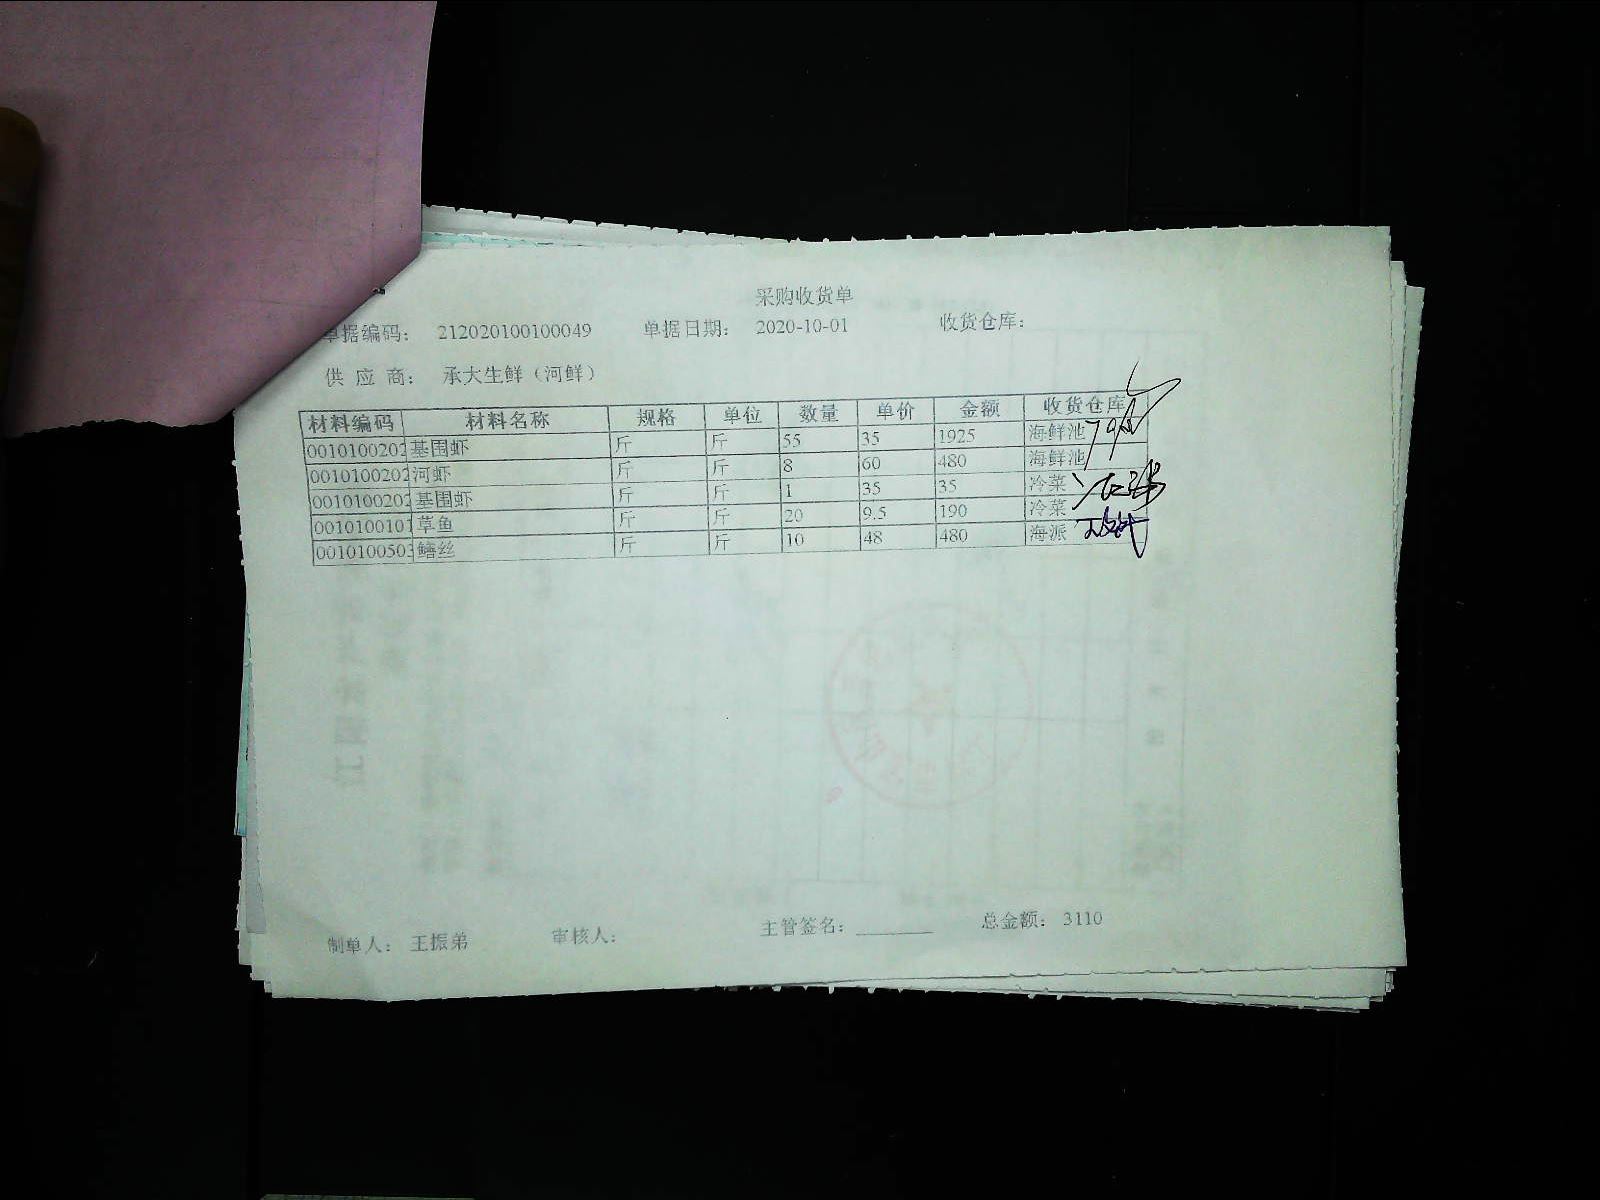 采购收货单
单据编码： 212020100100049 单据日期： 2020-10-01 收货仓库：
供 应 商： 承大生鲜（河鲜）
材料编码 材料名称 规格 单位 数量 单价 金额 收货仓库
0010100202 基围虾 斤 斤 55 35 1925 海鲜池
0010100202 河虾 斤 斤 8 60 480 海鲜池
0010100202 基围虾 斤 斤 1 35 35 冷菜
0010100101 草鱼 斤 斤 20 9.5 190 冷菜
0010100503 鳝丝 斤 斤 10 48 480 海派
制单人： 王振弟 审核人： 主管签名： 总金额： 3110